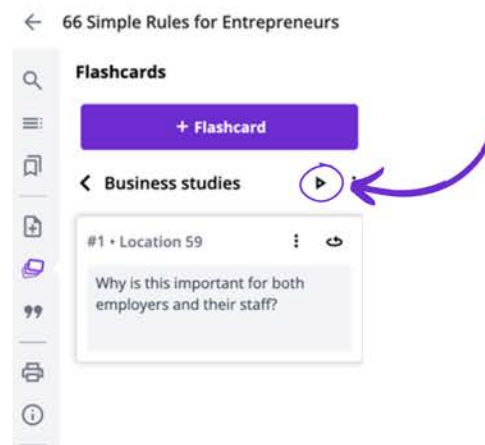 66 Simple Rules for Entrepreneurs
Flashcards
+ Flashcard
Business studies
#1 • Location 59
Why is this important for both
employers and their staff?